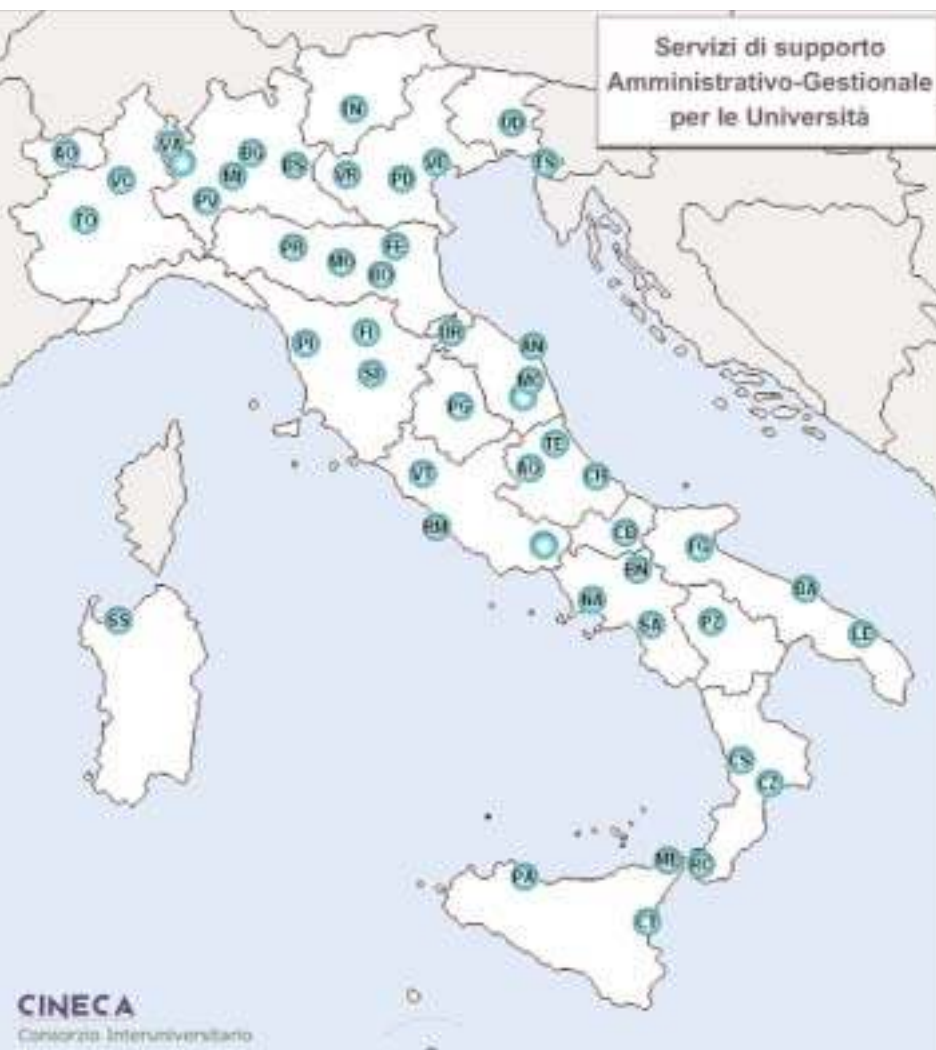 Servizi di supporto
Amministrativo-Gestionale
per le Università
TN
UD
AO
VA
BG
BS
VE
TS
VC
MI
VR
PD
PV
TO
PR
MO
FE
BO
PI
FI
UR
AN
SI
MC
PG
TE
VT
AQ
CH
RM
CB
FG
BN
NA
BA
SS
SA
PZ
LE
CS
CZ
ME
RC
PA
CT
CINECA
Consorzio Interuniversitario